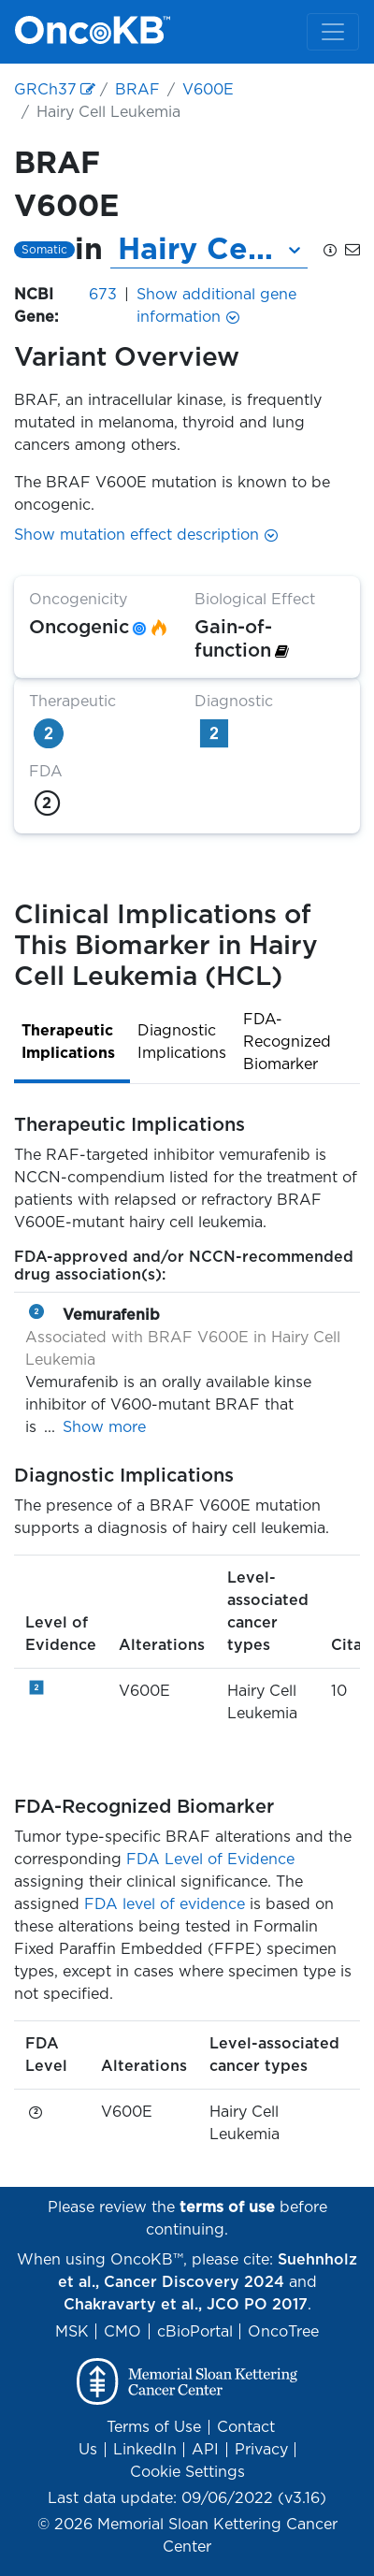 OncoKB™
GRCh37 / BRAF / V600E
/ Hairy Cell Leukemia
BRAF
V600E
Somatic in Hairy Ce...
NCBI 673 | Show additional gene
Gene: information
Variant Overview
BRAF, an intracellular kinase, is frequently
mutated in melanoma, thyroid and lung
cancers among others.
The BRAF V600E mutation is known to be
oncogenic.
Show mutation effect description
Oncogenicity Biological Effect
Oncogenic Gain-of-
function
Therapeutic Diagnostic
2 2
FDA
2
Clinical Implications of
This Biomarker in Hairy
Cell Leukemia (HCL)
Therapeutic
Implications
Diagnostic
Implications
FDA-
Recognized
Biomarker
Therapeutic Implications
The RAF-targeted inhibitor vemurafenib is
NCCN-compendium listed for the treatment of
patients with relapsed or refractory BRAF
V600E-mutant hairy cell leukemia.
FDA-approved and/or NCCN-recommended
drug association(s):
2 Vemurafenib
Associated with BRAF V600E in Hairy Cell
Leukemia
Vemurafenib is an orally available kinse
inhibitor of V600-mutant BRAF that
is ... Show more
Diagnostic Implications
The presence of a BRAF V600E mutation
supports a diagnosis of hairy cell leukemia.
Level of
Evidence
Alterations
Level-
associated
cancer
types
Cita
2 V600E Hairy Cell 10
Leukemia
FDA-Recognized Biomarker
Tumor type-specific BRAF alterations and the
corresponding FDA Level of Evidence
assigning their clinical significance. The
assigned FDA level of evidence is based on
these alterations being tested in Formalin
Fixed Paraffin Embedded (FFPE) specimen
types, except in cases where specimen type is
not specified.
FDA
Level
Alterations
Level-associated
cancer types
2 V600E Hairy Cell
Leukemia
Please review the terms of use before
continuing.
When using OncoKB™, please cite: Suehnholz
et al., Cancer Discovery 2024 and
Chakravarty et al., JCO PO 2017.
MSK | CMO | cBioPortal | OncoTree
Memorial Sloan Kettering
Cancer Center
Terms of Use | Contact
Us | LinkedIn | API | Privacy |
Cookie Settings
Last data update: 09/06/2022 (v3.16)
© 2026 Memorial Sloan Kettering Cancer
Center